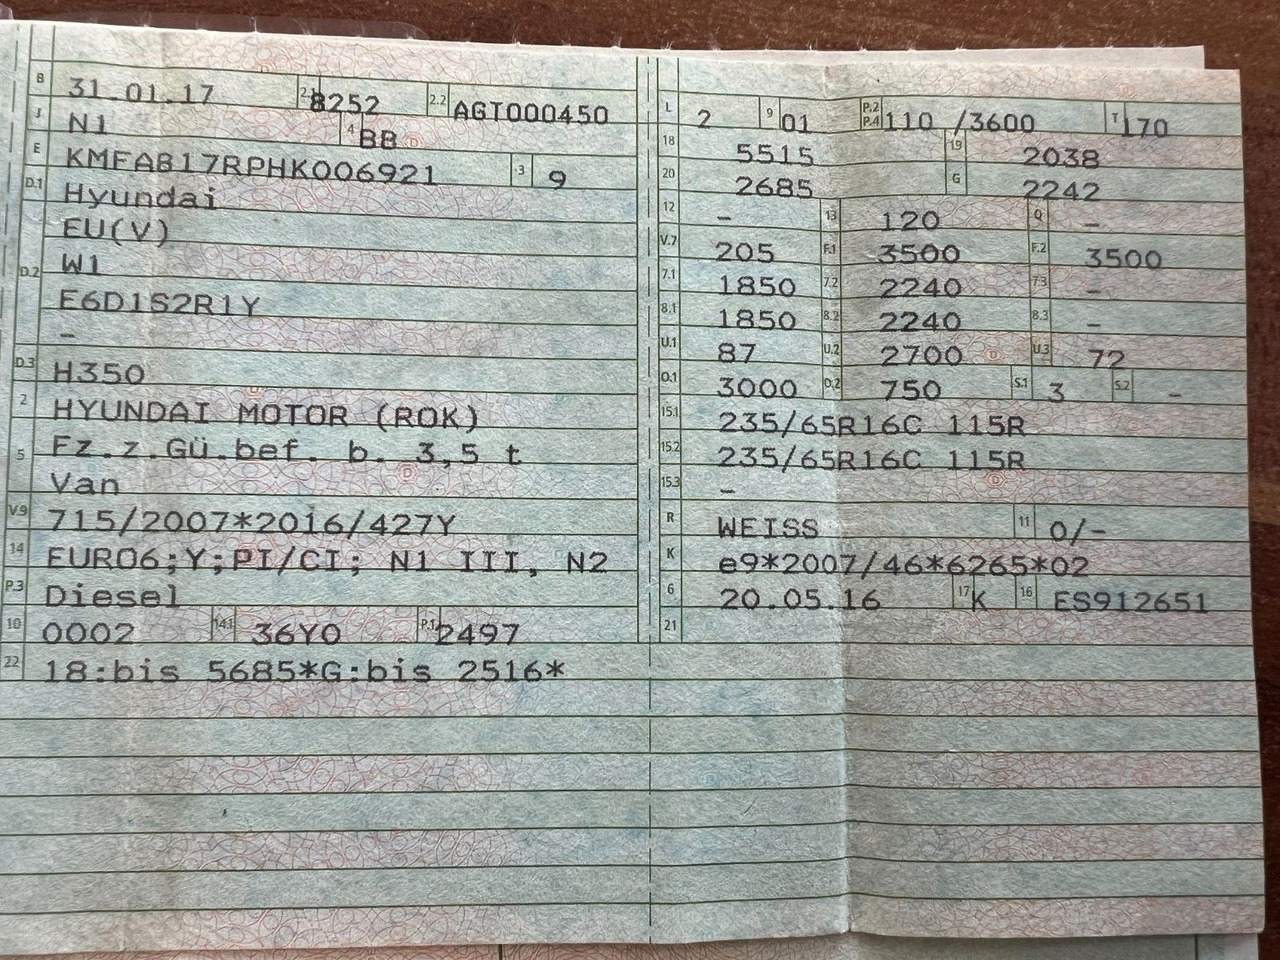 B 31.01.17 2.1 8252 2.2 AGT000450
J N1 4 BB
E KMFAB17RPHK006921 3 9
D.1 Hyundai
EU(V)
D.2 W1
E6D1S2R1Y
–
D.3 H350
2 HYUNDAI MOTOR (ROK)
5 Fz.z.Gü.bef. b. 3,5 t
Van
V.9 715/2007*2016/427Y
14 EURO6;Y;PI/CI; N1 III, N2
P.3 Diesel
10 0002 14.1 36Y0 P.1 2497
22 18:bis 5685*G:bis 2516*
L 2 9 01 P.2 P.4 110 /3600 T 170
18 5515 19 2038
20 2685 G 2242
12 – 13 120 Q –
V.7 205 F.1 3500 F.2 3500
7.1 1850 7.2 2240 7.3 –
8.1 1850 8.2 2240 8.3 –
U.1 87 U.2 2700 U.3 72
O.1 3000 O.2 750 S.1 3 S.2 –
15.1 235/65R16C 115R
15.2 235/65R16C 115R
15.3 –
R WEISS 11 0/-
K e9*2007/46*6265*02
6 20.05.16 17 K 16 ES912651
21